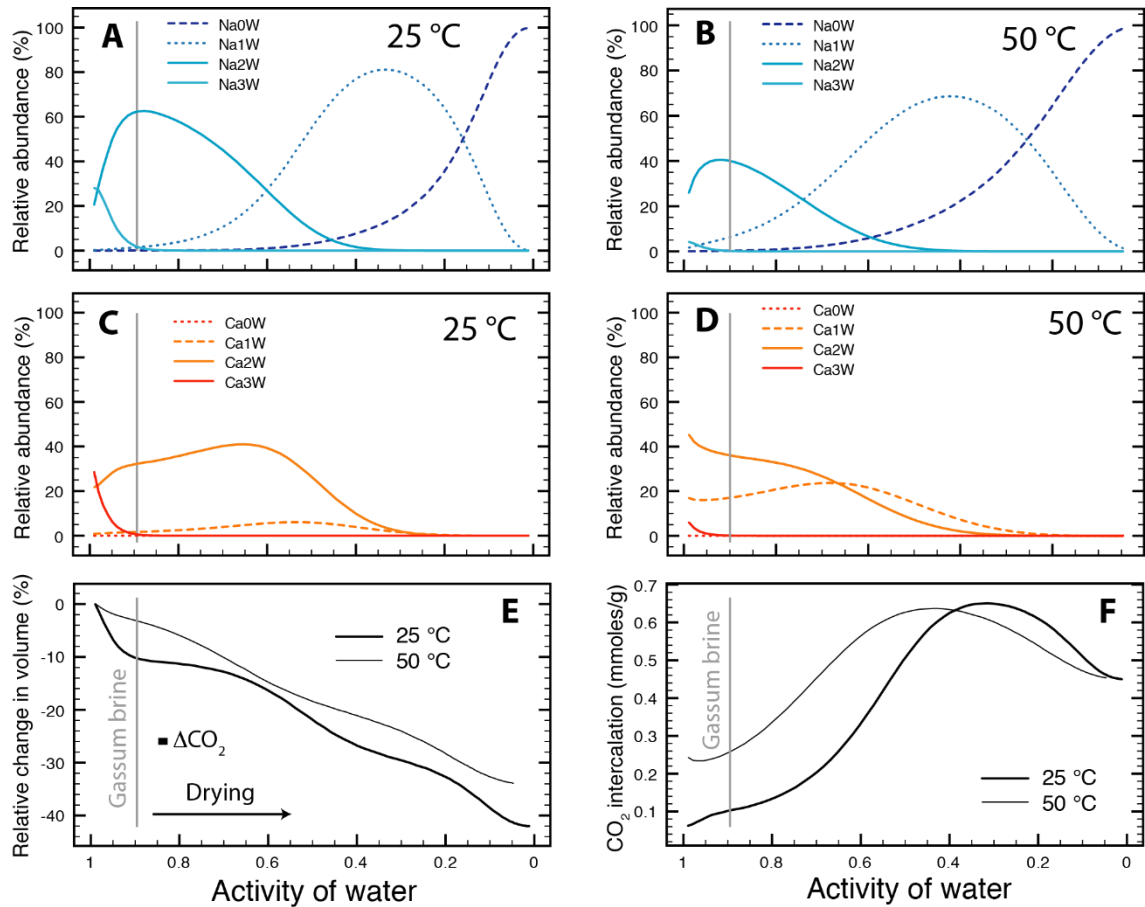 A
25 °C
Na0W
Na1W
Na2W
Na3W
Relative abundance (%)
100
80
60
40
20
0
B
50 °C
Na0W
Na1W
Na2W
Na3W
Relative abundance (%)
100
80
60
40
20
0
C
25 °C
Ca0W
Ca1W
Ca2W
Ca3W
Relative abundance (%)
100
80
60
40
20
0
D
50 °C
Ca0W
Ca1W
Ca2W
Ca3W
Relative abundance (%)
100
80
60
40
20
0
E
25 °C
50 °C
Gassum brine
ΔCO2
Drying
Relative change in volume (%)
0
-10
-20
-30
-40
1 0.8 0.6 0.4 0.2 0
Activity of water
F
Gassum brine
25 °C
50 °C
CO2 intercalation (mmoles/g)
0.7
0.6
0.5
0.4
0.3
0.2
0.1
1 0.8 0.6 0.4 0.2 0
Activity of water